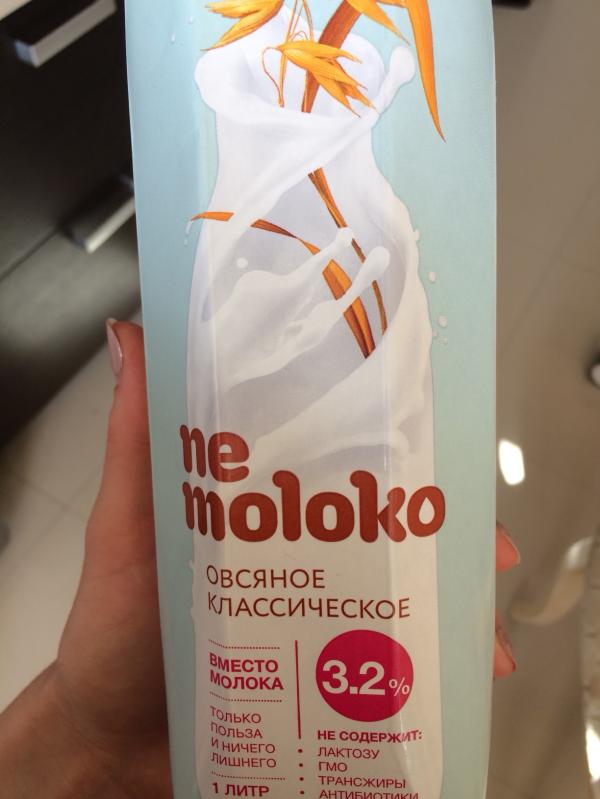 ne
moloko
ОВСЯНОЕ
КЛАССИЧЕСКОЕ
ВМЕСТО
МОЛОКА
ТОЛЬКО
ПОЛЬЗА
И НИЧЕГО
ЛИШНЕГО
1 ЛИТР
3.2%
НЕ СОДЕРЖИТ:
• ЛАКТОЗУ
• ГМО
• ТРАНСЖИРЫ
• АНТИБИОТИКИ